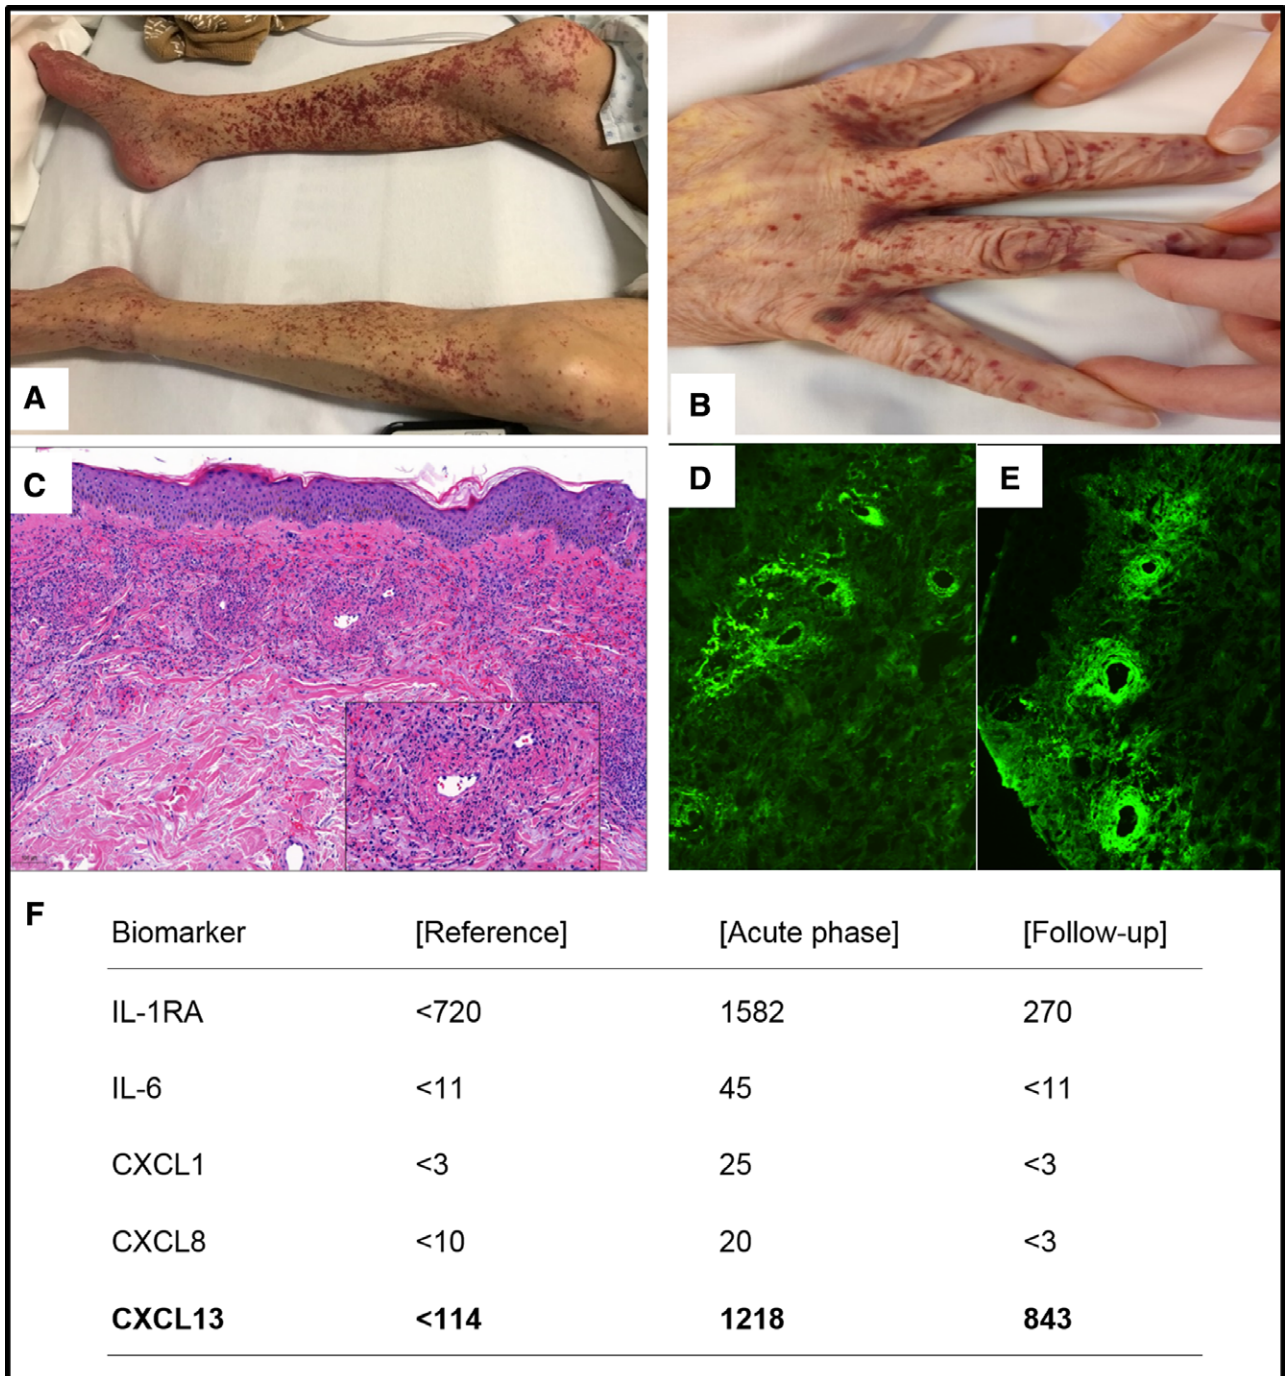 A
B
C
D
E
F
Biomarker [Reference] [Acute phase] [Follow-up]
IL-1RA <720 1582 270
IL-6 <11 45 <11
CXCL1 <3 25 <3
CXCL8 <10 20 <3
CXCL13 <114 1218 843